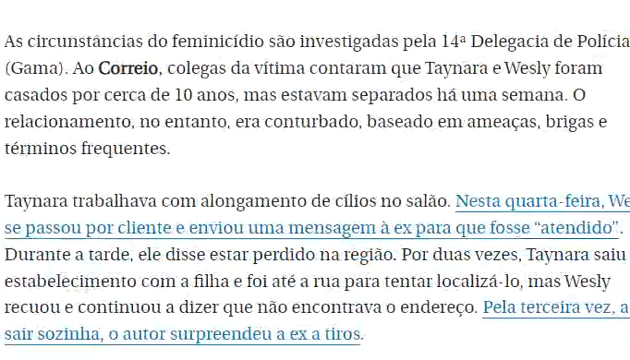 As circunstâncias do feminicídio são investigadas pela 14ª Delegacia de Polícia
(Gama). Ao Correio, colegas da vítima contaram que Taynara e Wesly foram
casados por cerca de 10 anos, mas estavam separados há uma semana. O
relacionamento, no entanto, era conturbado, baseado em ameaças, brigas e
términos frequentes.
Taynara trabalhava com alongamento de cílios no salão. Nesta quarta-feira, We
se passou por cliente e enviou uma mensagem à ex para que fosse “atendido”.
Durante a tarde, ele disse estar perdido na região. Por duas vezes, Taynara saiu
estabelecimento com a filha e foi até a rua para tentar localizá-lo, mas Wesly
recuou e continuou a dizer que não encontrava o endereço. Pela terceira vez, a
sair sozinha, o autor surpreendeu a ex a tiros.